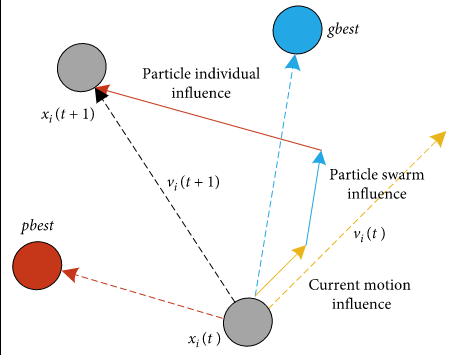 gbest
Particle individual
influence
x_i(t+1)
Particle swarm
influence
v_i(t+1)
pbest
v_i(t)
Current motion
influence
x_i(t)